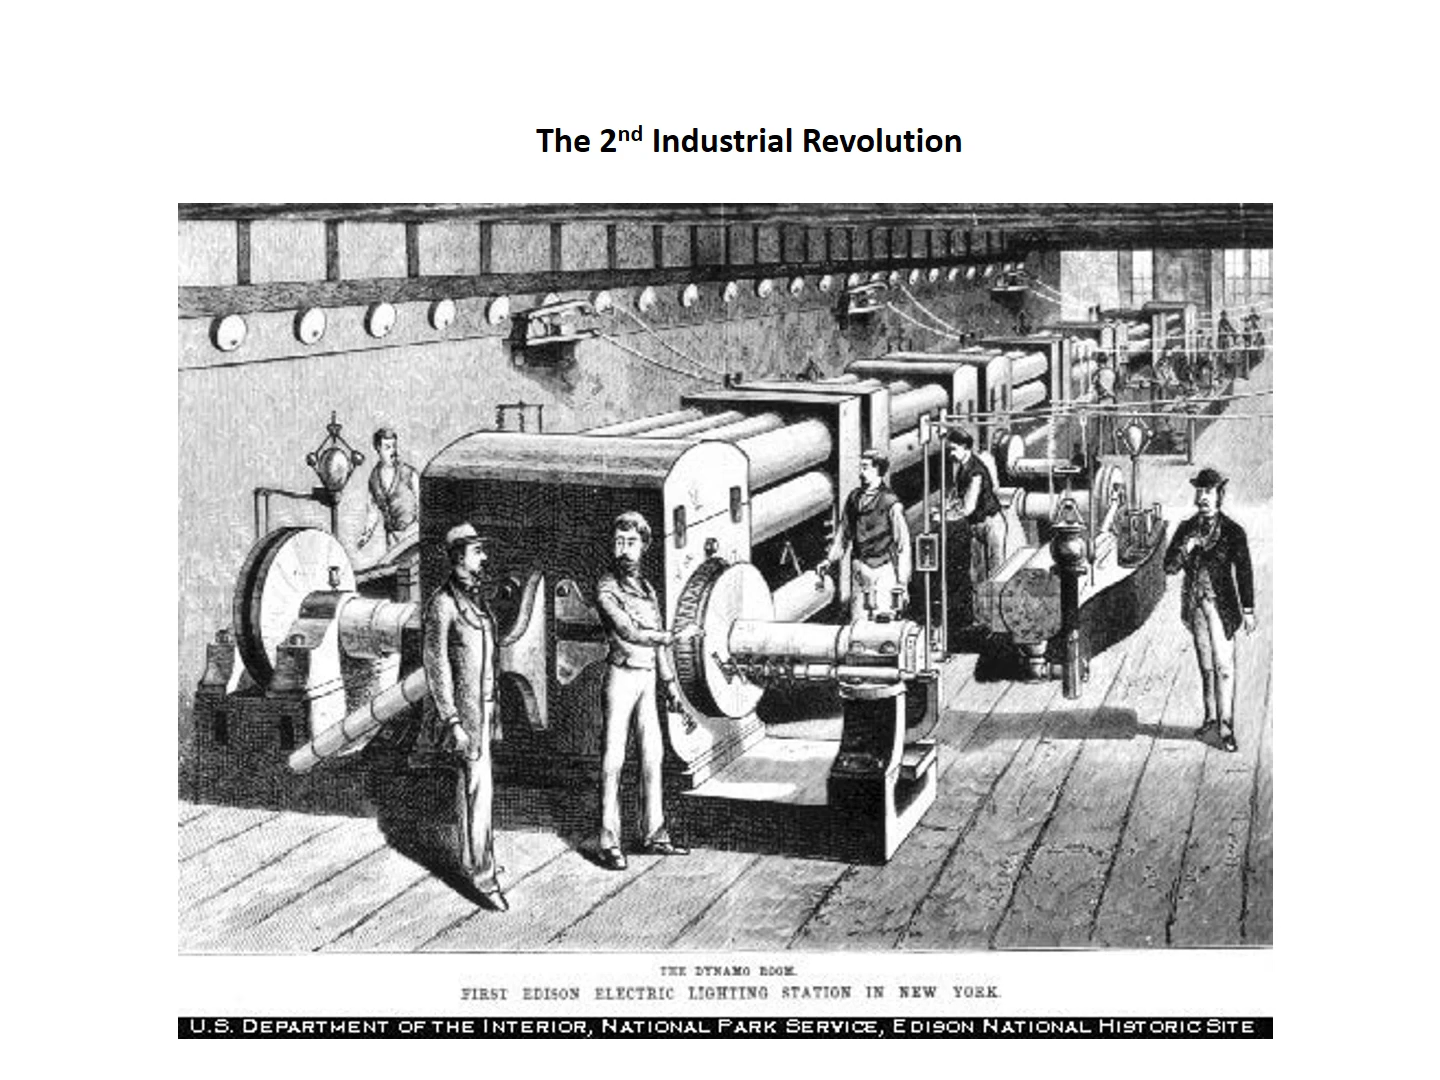 The 2nd Industrial Revolution
THE DYNAMO ROOM.
FIRST EDISON ELECTRIC LIGHTING STATION IN NEW YORK.
U.S. DEPARTMENT OF THE INTERIOR, NATIONAL PARK SERVICE, EDISON NATIONAL HISTORIC SITE